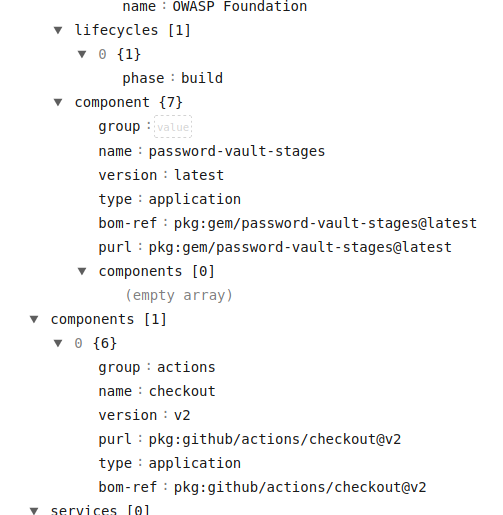 name : OWASP Foundation
▼ lifecycles [1]
▼ 0 {1}
phase : build
▼ component {7}
group : value
name : password-vault-stages
version : latest
type : application
bom-ref : pkg:gem/password-vault-stages@latest
purl : pkg:gem/password-vault-stages@latest
▼ components [0]
(empty array)
▼ components [1]
▼ 0 {6}
group : actions
name : checkout
version : v2
purl : pkg:github/actions/checkout@v2
type : application
bom-ref : pkg:github/actions/checkout@v2
▼ services [0]